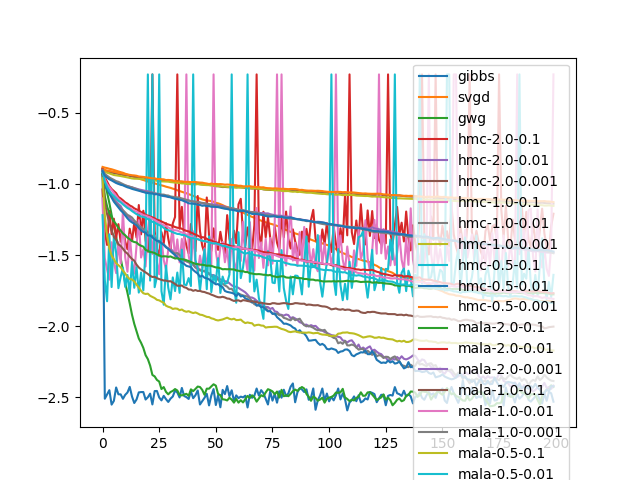 −0.5
−1.0
−1.5
−2.0
−2.5
0
25
50
75
100
125
150
175
200
gibbs
svgd
gwg
hmc-2.0-0.1
hmc-2.0-0.01
hmc-2.0-0.001
hmc-1.0-0.1
hmc-1.0-0.01
hmc-1.0-0.001
hmc-0.5-0.1
hmc-0.5-0.01
hmc-0.5-0.001
mala-2.0-0.1
mala-2.0-0.01
mala-2.0-0.001
mala-1.0-0.1
mala-1.0-0.01
mala-1.0-0.001
mala-0.5-0.1
mala-0.5-0.01